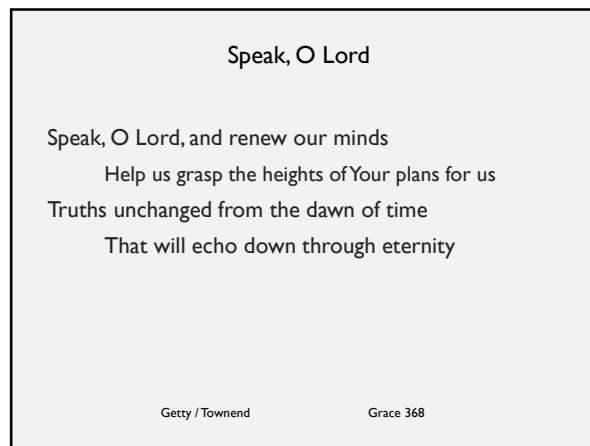 Speak, O Lord
Speak, O Lord, and renew our minds
Help us grasp the heights of Your plans for us
Truths unchanged from the dawn of time
That will echo down through eternity
Getty / Townend Grace 368